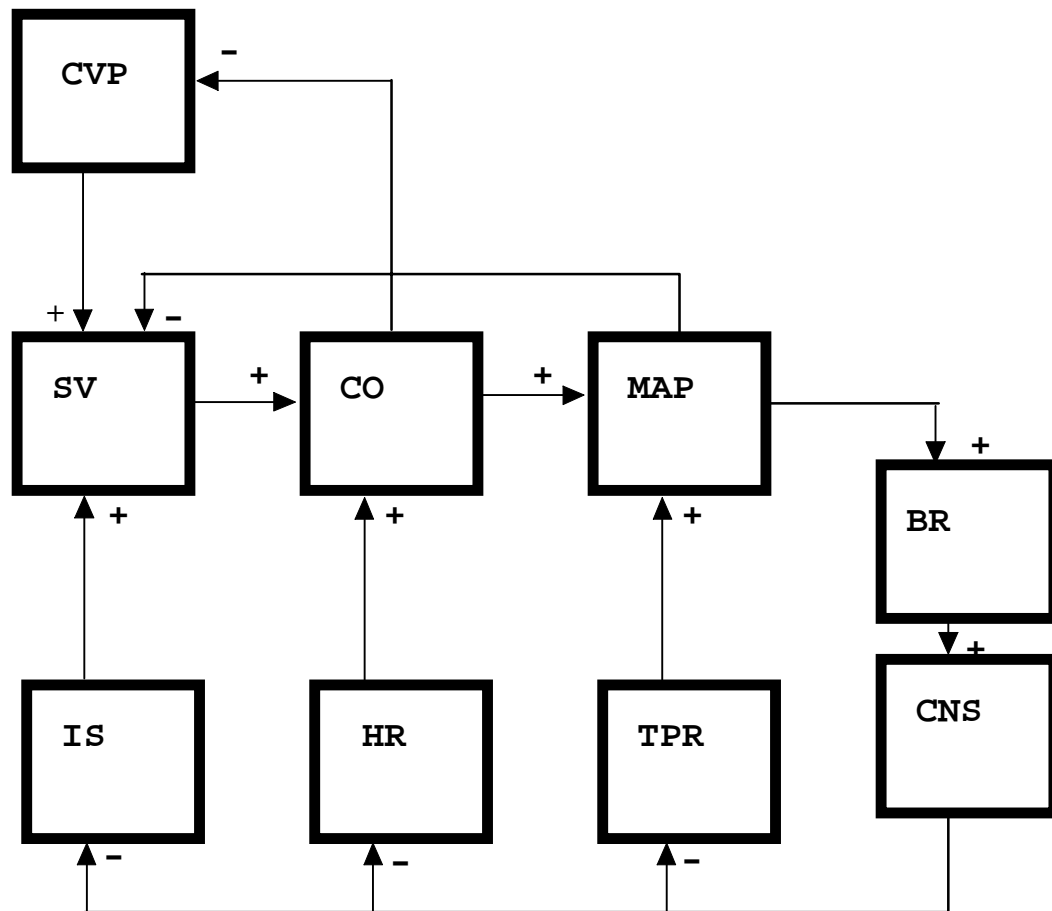 -
CVP
+
-
SV
+
CO
+
MAP
+
BR
+
+
+
+
CNS
IS
HR
TPR
-
-
-